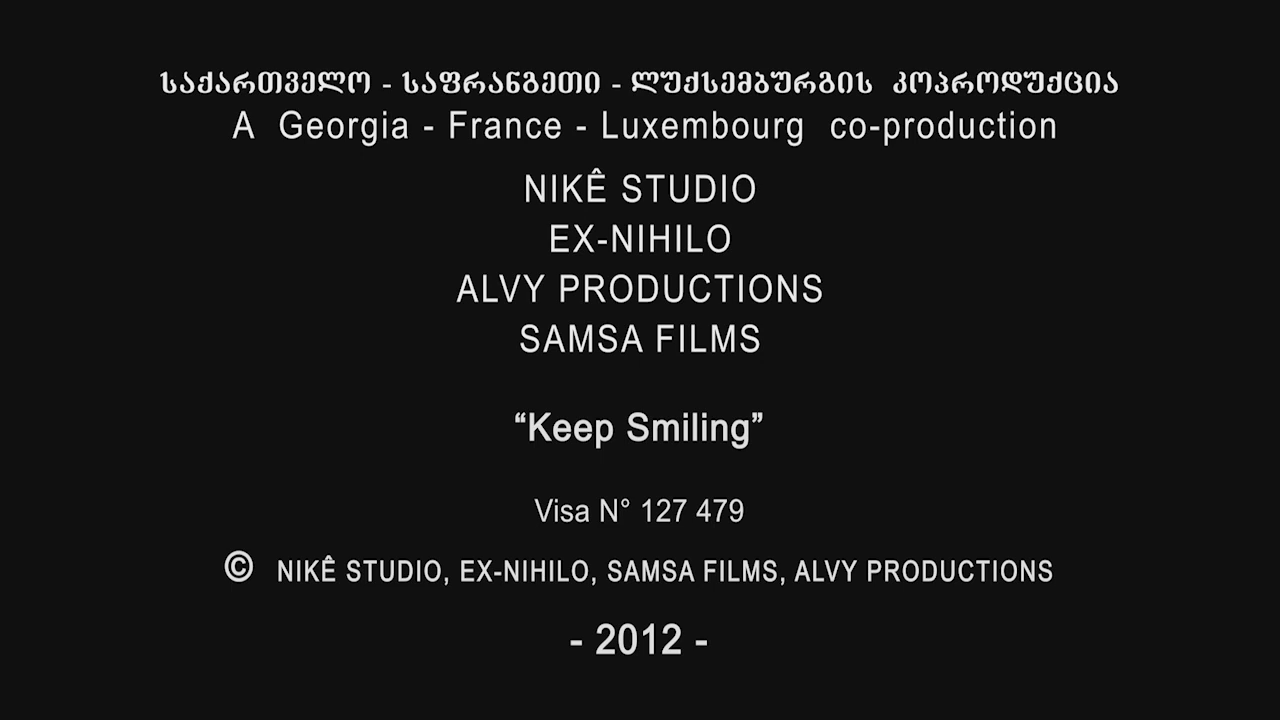 საქართველო - საფრანგეთი - ლუქსემბურგის კოპროდუქცია
A Georgia - France - Luxembourg co-production
NIKÊ STUDIO
EX-NIHILO
ALVY PRODUCTIONS
SAMSA FILMS
“Keep Smiling”
Visa N° 127 479
© NIKÊ STUDIO, EX-NIHILO, SAMSA FILMS, ALVY PRODUCTIONS
- 2012 -